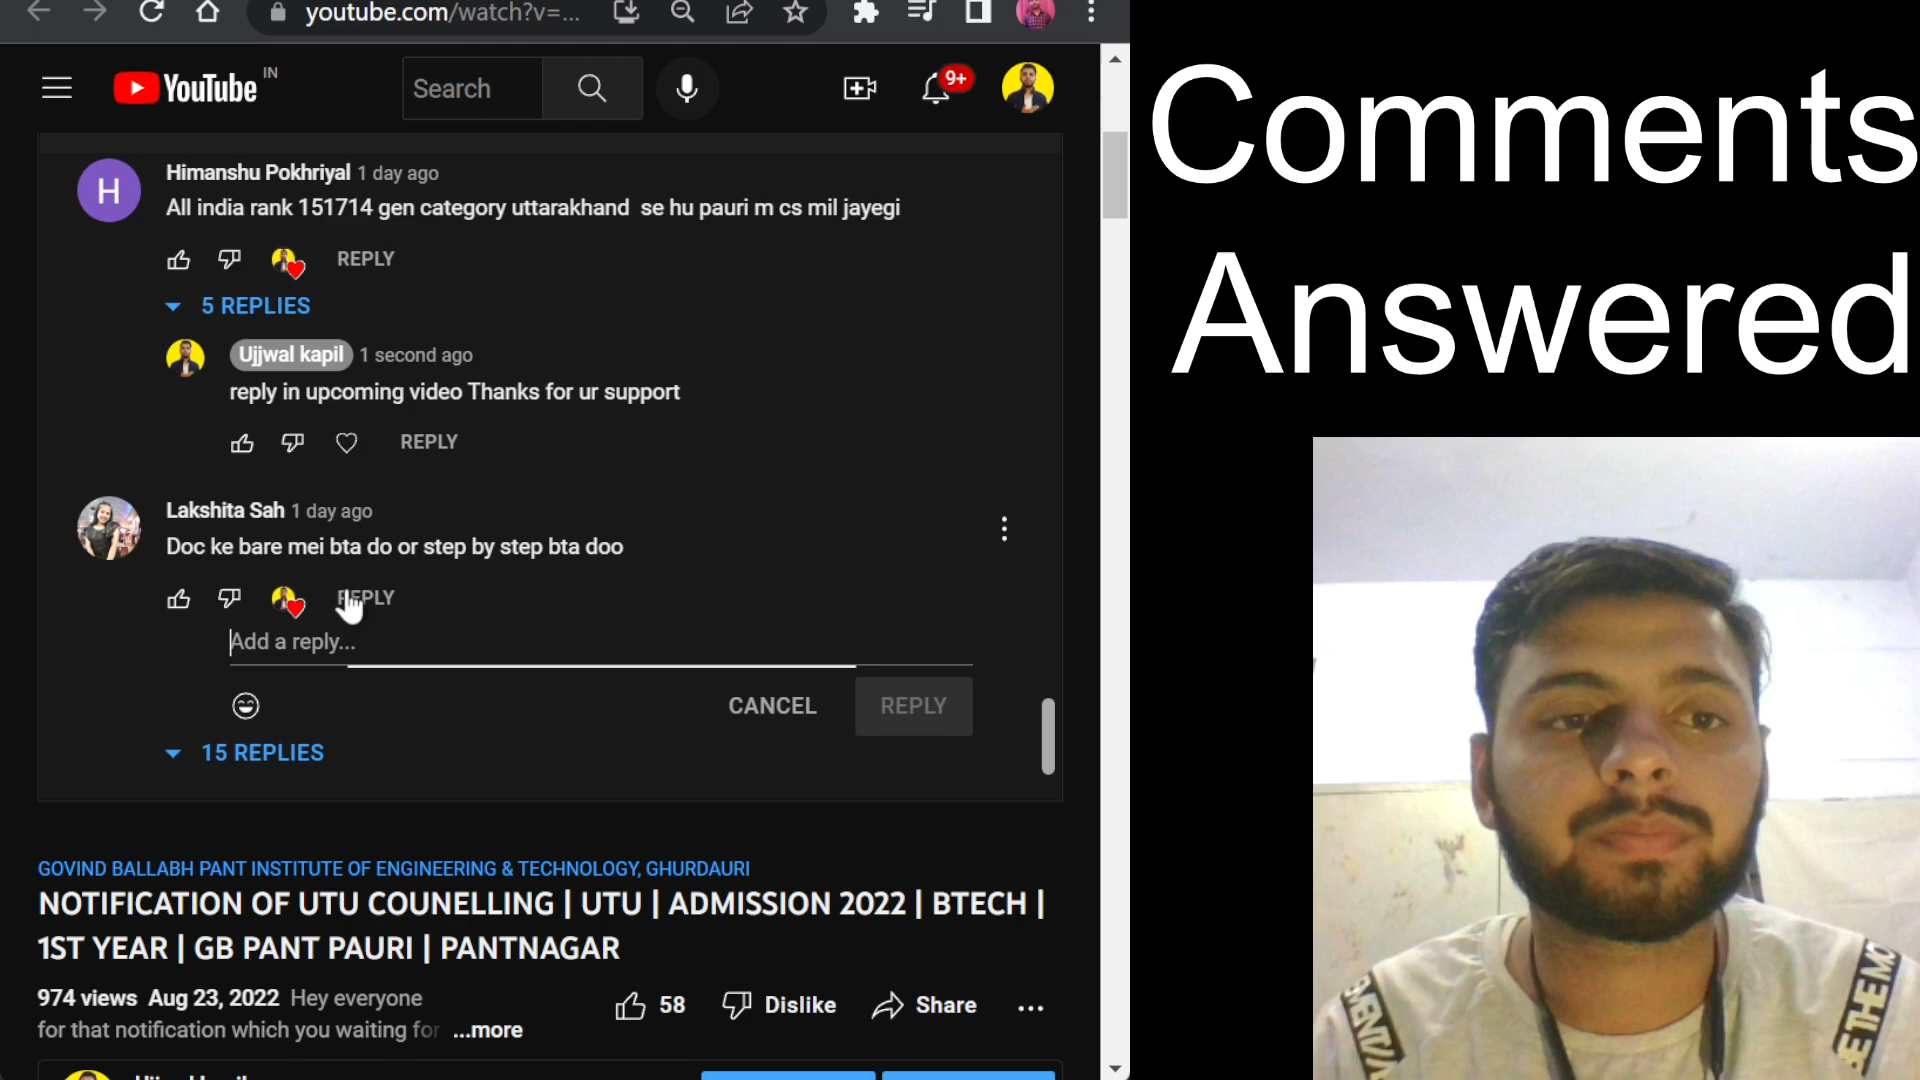 youtube.com/watch?v=...
YouTube IN
Search
9+
Comments
Answered
H
Himanshu Pokhriyal 1 day ago
All india rank 151714 gen category uttarakhand se hu pauri m cs mil jayegi
REPLY
5 REPLIES
Ujjwal kapil 1 second ago
reply in upcoming video Thanks for ur support
REPLY
Lakshita Sah 1 day ago
Doc ke bare mei bta do or step by step bta doo
REPLY
Add a reply...
CANCEL REPLY
15 REPLIES
GOVIND BALLABH PANT INSTITUTE OF ENGINEERING & TECHNOLOGY, GHURDAURI
NOTIFICATION OF UTU COUNELLING | UTU | ADMISSION 2022 | BTECH |
1ST YEAR | GB PANT PAURI | PANTNAGAR
974 views Aug 23, 2022 Hey everyone
for that notification which you waiting for ...more
58 Dislike Share
BE THE MO